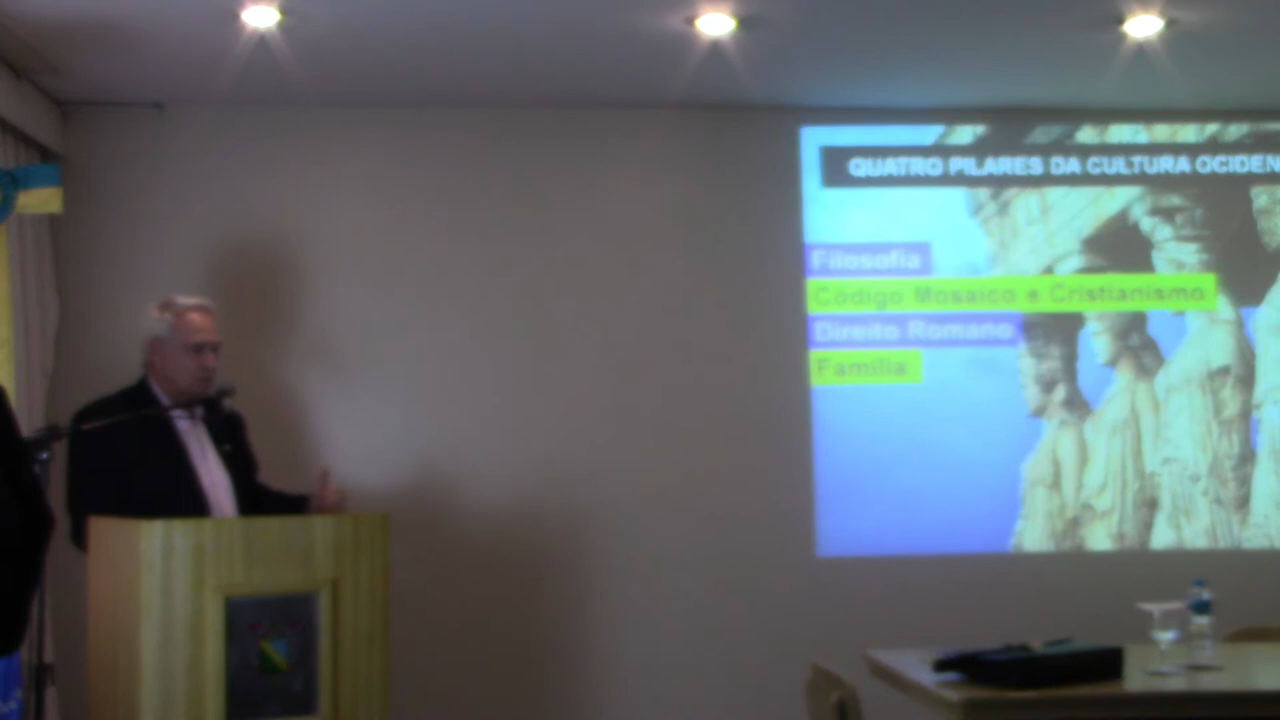 QUATRO PILARES DA CULTURA OCIDEN
Filosofia
Código Mosaico e Cristianismo
Direito Romano
Família